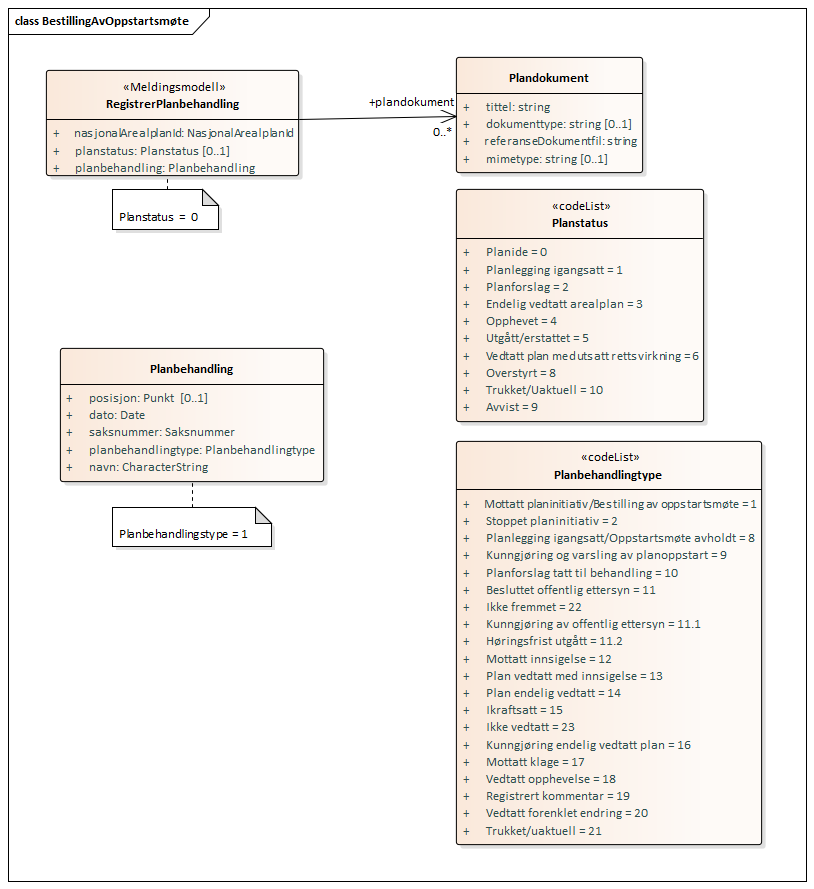 class BestillingAvOppstartsmøte
«Meldingsmodell»
RegistrerPlanbehandling
+ nasjonalArealplanId: NasjonalArealplanId
+ planstatus: Planstatus [0..1]
+ planbehandling: Planbehandling
Planstatus = 0
+plandokument
0..*
Plandokument
+ tittel: string
+ dokumenttype: string [0..1]
+ referanseDokumentfil: string
+ mimetype: string [0..1]
«codeList»
Planstatus
+ Planide = 0
+ Planlegging igangsatt = 1
+ Planforslag = 2
+ Endelig vedtatt arealplan = 3
+ Opphevet = 4
+ Utgått/erstattet = 5
+ Vedtatt plan med utsatt rettsvirkning = 6
+ Overstyrt = 8
+ Trukket/Uaktuell = 10
+ Avvist = 9
Planbehandling
+ posisjon: Punkt [0..1]
+ dato: Date
+ saksnummer: Saksnummer
+ planbehandlingtype: Planbehandlingtype
+ navn: CharacterString
Planbehandlingstype = 1
«codeList»
Planbehandlingtype
+ Mottatt planinitiativ/Bestilling av oppstartsmøte = 1
+ Stoppet planinitiativ = 2
+ Planlegging igangsatt/Oppstartsmøte avholdt = 8
+ Kunngjøring og varsling av planoppstart = 9
+ Planforslag tatt til behandling = 10
+ Besluttet offentlig ettersyn = 11
+ Ikke fremmet = 22
+ Kunngjøring av offentlig ettersyn = 11.1
+ Høringsfrist utgått = 11.2
+ Mottatt innsigelse = 12
+ Plan vedtatt med innsigelse = 13
+ Plan endelig vedtatt = 14
+ Ikraftsatt = 15
+ Ikke vedtatt = 23
+ Kunngjøring endelig vedtatt plan = 16
+ Mottatt klage = 17
+ Vedtatt opphevelse = 18
+ Registrert kommentar = 19
+ Vedtatt forenklet endring = 20
+ Trukket/uaktuell = 21